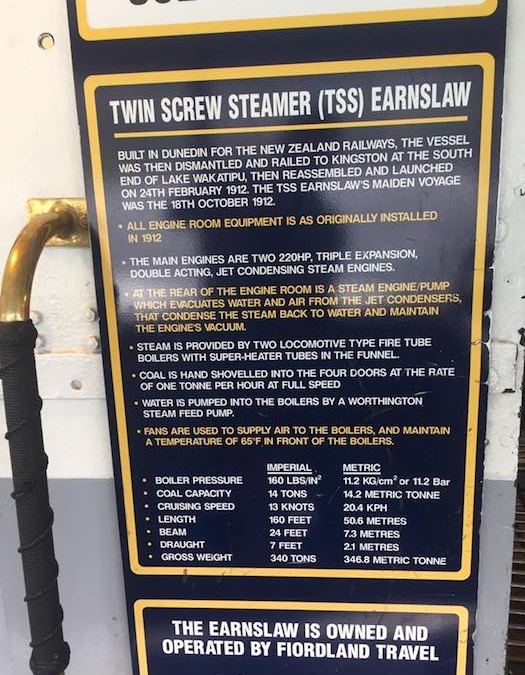 TWIN SCREW STEAMER (TSS) EARNSLAW
BUILT IN DUNEDIN FOR THE NEW ZEALAND RAILWAYS, THE VESSEL
WAS THEN DISMANTLED AND RAILED TO KINGSTON AT THE SOUTH
END OF LAKE WAKATIPU, THEN REASSEMBLED AND LAUNCHED
ON 24TH FEBRUARY 1912. THE TSS EARNSLAW'S MAIDEN VOYAGE
WAS THE 18TH OCTOBER 1912.
• ALL ENGINE ROOM EQUIPMENT IS AS ORIGINALLY INSTALLED
IN 1912
• THE MAIN ENGINES ARE TWO 220HP, TRIPLE EXPANSION,
DOUBLE ACTING, JET CONDENSING STEAM ENGINES.
• AT THE REAR OF THE ENGINE ROOM IS A STEAM ENGINE/PUMP
WHICH EVACUATES WATER AND AIR FROM THE JET CONDENSERS,
THAT CONDENSE THE STEAM BACK TO WATER AND MAINTAIN
THE ENGINE'S VACUUM.
• STEAM IS PROVIDED BY TWO LOCOMOTIVE TYPE FIRE TUBE
BOILERS WITH SUPER-HEATER TUBES IN THE FUNNEL.
• COAL IS HAND SHOVELLED INTO THE FOUR DOORS AT THE RATE
OF ONE TONNE PER HOUR AT FULL SPEED
• WATER IS PUMPED INTO THE BOILERS BY A WORTHINGTON
STEAM FEED PUMP.
• FANS ARE USED TO SUPPLY AIR TO THE BOILERS, AND MAINTAIN
A TEMPERATURE OF 65°F IN FRONT OF THE BOILERS.
IMPERIAL METRIC
• BOILER PRESSURE 160 LBS/IN² 11.2 KG/cm² or 11.2 Bar
• COAL CAPACITY 14 TONS 14.2 METRIC TONNE
• CRUISING SPEED 13 KNOTS 20.4 KPH
• LENGTH 160 FEET 50.6 METRES
• BEAM 24 FEET 7.3 METRES
• DRAUGHT 7 FEET 2.1 METRES
• GROSS WEIGHT 340 TONS 346.8 METRIC TONNE
THE EARNSLAW IS OWNED AND
OPERATED BY FIORDLAND TRAVEL